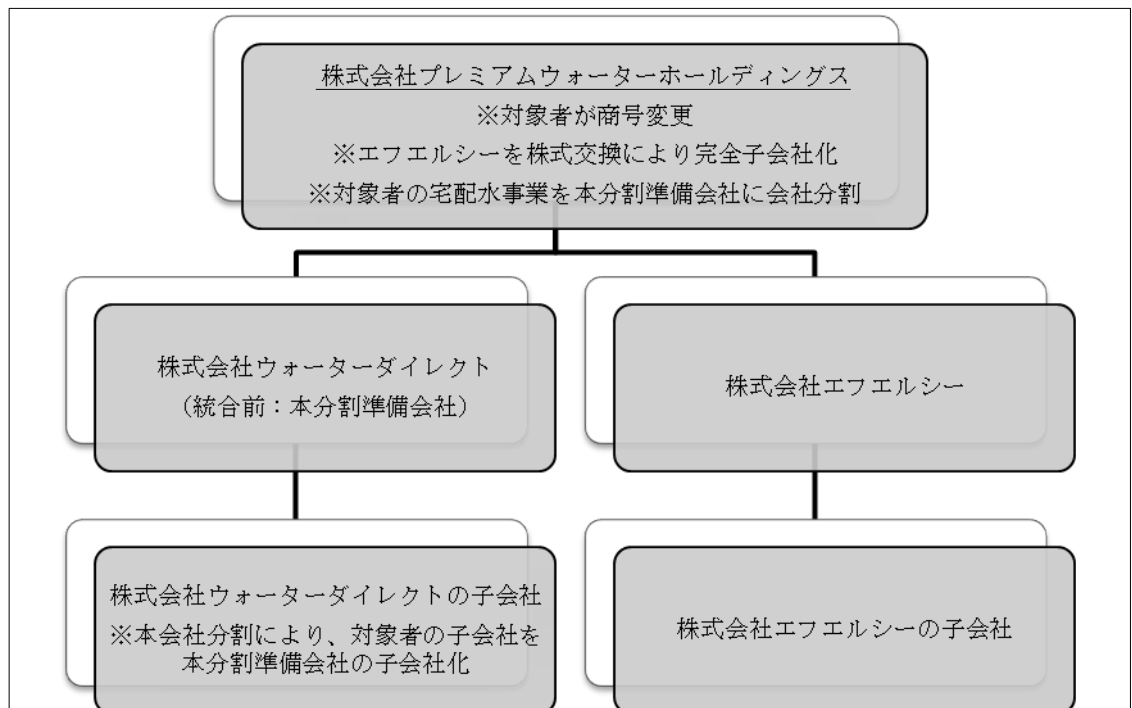 株式会社プレミアムウォーターホールディングス
※対象者が商号変更
※エフエルシーを株式交換により完全子会社化
※対象者の宅配水事業を本分割準備会社に会社分割
株式会社ウォーターダイレクト
（統合前：本分割準備会社）
株式会社エフエルシー
株式会社ウォーターダイレクトの子会社
※本会社分割により、対象者の子会社を
本分割準備会社の子会社化
株式会社エフエルシーの子会社